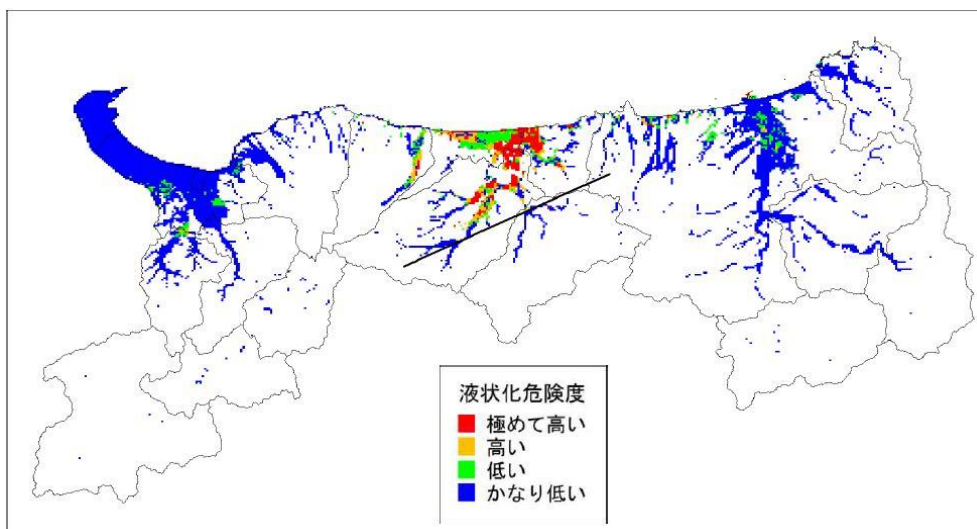 液状化危険度
極めて高い
高い
低い
かなり低い